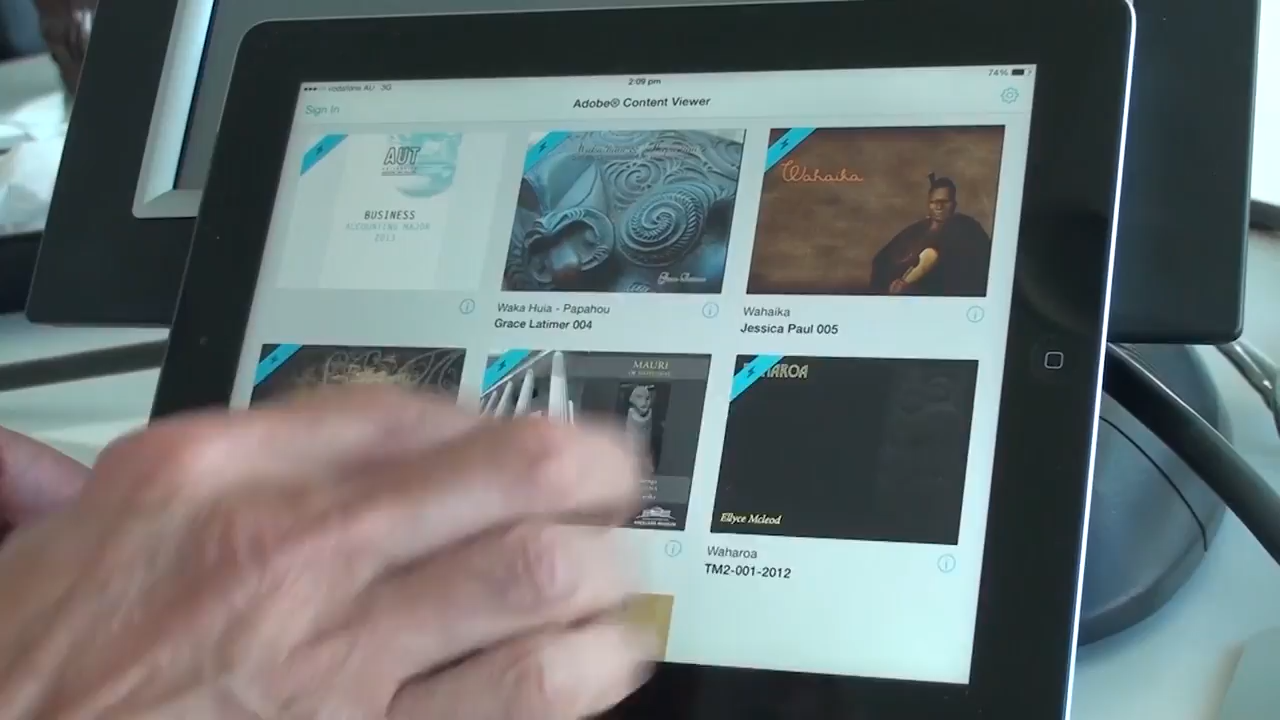 vodafone AU 3G
2:09 pm
74%
Sign In
Adobe® Content Viewer
AUT
BUSINESS
ACCOUNTING MAJOR
2013
Wahaika
Waka Huia - Papahou
Grace Latimer 004
Wahaika
Jessica Paul 005
MAURI
Ellyce Mcleod
Waharoa
TM2-001-2012